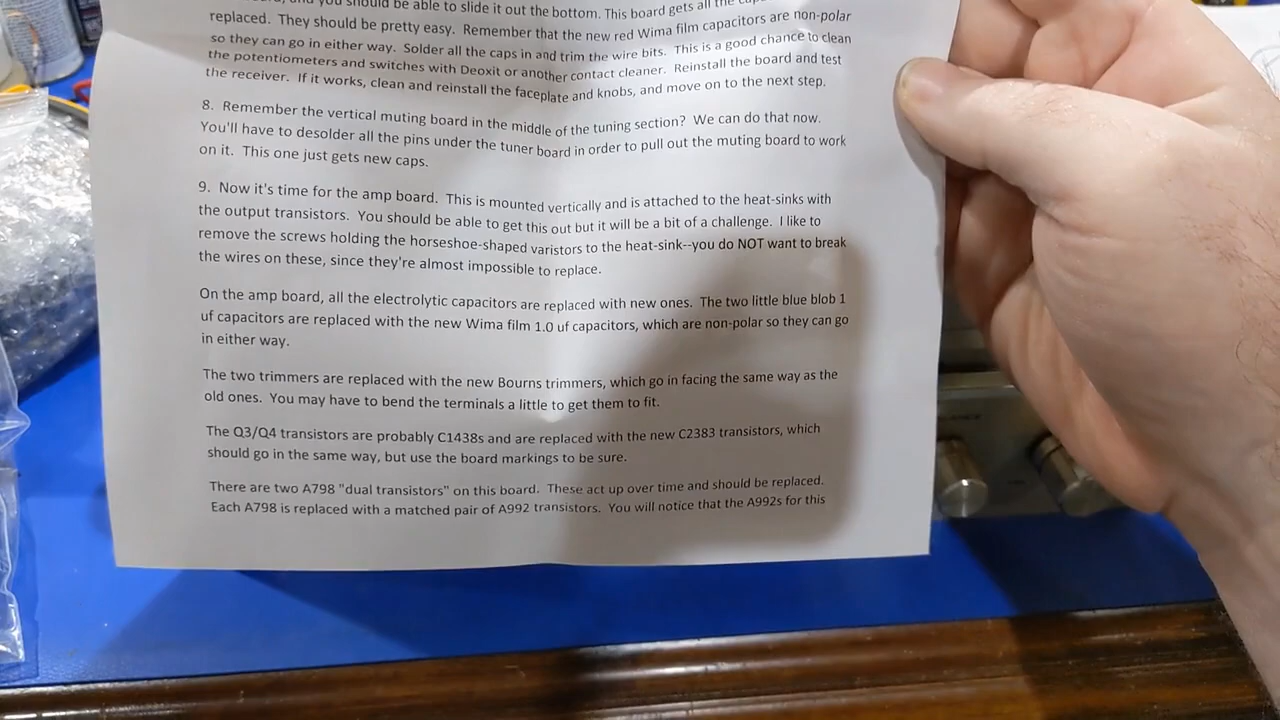 and you should be able to slide it out the bottom. This board gets all the
replaced. They should be pretty easy. Remember that the new red Wima film capacitors are non-polar
so they can go in either way. Solder all the caps in and trim the wire bits. This is a good chance to clean
the potentiometers and switches with Deoxit or another contact cleaner. Reinstall the board and test
the receiver. If it works, clean and reinstall the faceplate and knobs, and move on to the next step.
8. Remember the vertical muting board in the middle of the tuning section? We can do that now.
You'll have to desolder all the pins under the tuner board in order to pull out the muting board to work
on it. This one just gets new caps.
9. Now it's time for the amp board. This is mounted vertically and is attached to the heat-sinks with
the output transistors. You should be able to get this out but it will be a bit of a challenge. I like to
remove the screws holding the horseshoe-shaped varistors to the heat-sink--you do NOT want to break
the wires on these, since they're almost impossible to replace.
On the amp board, all the electrolytic capacitors are replaced with new ones. The two little blue blob 1
uf capacitors are replaced with the new Wima film 1.0 uf capacitors, which are non-polar so they can go
in either way.
The two trimmers are replaced with the new Bourns trimmers, which go in facing the same way as the
old ones. You may have to bend the terminals a little to get them to fit.
The Q3/Q4 transistors are probably C1438s and are replaced with the new C2383 transistors, which
should go in the same way, but use the board markings to be sure.
There are two A798 "dual transistors" on this board. These act up over time and should be replaced.
Each A798 is replaced with a matched pair of A992 transistors. You will notice that the A992s for this